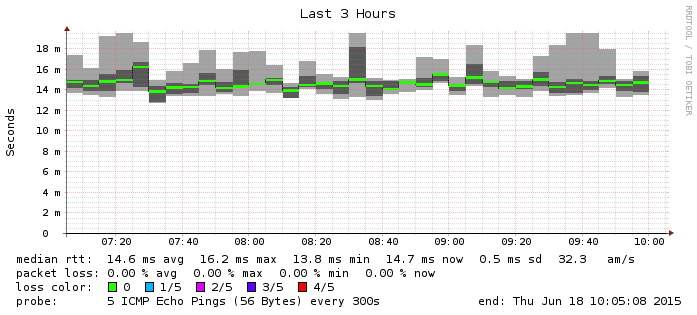 Last 3 Hours
RRDTOOL / TOBI OETIKER
Seconds
18 m
16 m
14 m
12 m
10 m
8 m
6 m
4 m
2 m
0
07:20 07:40 08:00 08:20 08:40 09:00 09:20 09:40 10:00
median rtt: 14.6 ms avg 16.2 ms max 13.8 ms min 14.7 ms now 0.5 ms sd 32.3 am/s
packet loss: 0.00 % avg 0.00 % max 0.00 % min 0.00 % now
loss color: 0 1/5 2/5 3/5 4/5
probe: 5 ICMP Echo Pings (56 Bytes) every 300s end: Thu Jun 18 10:05:08 2015